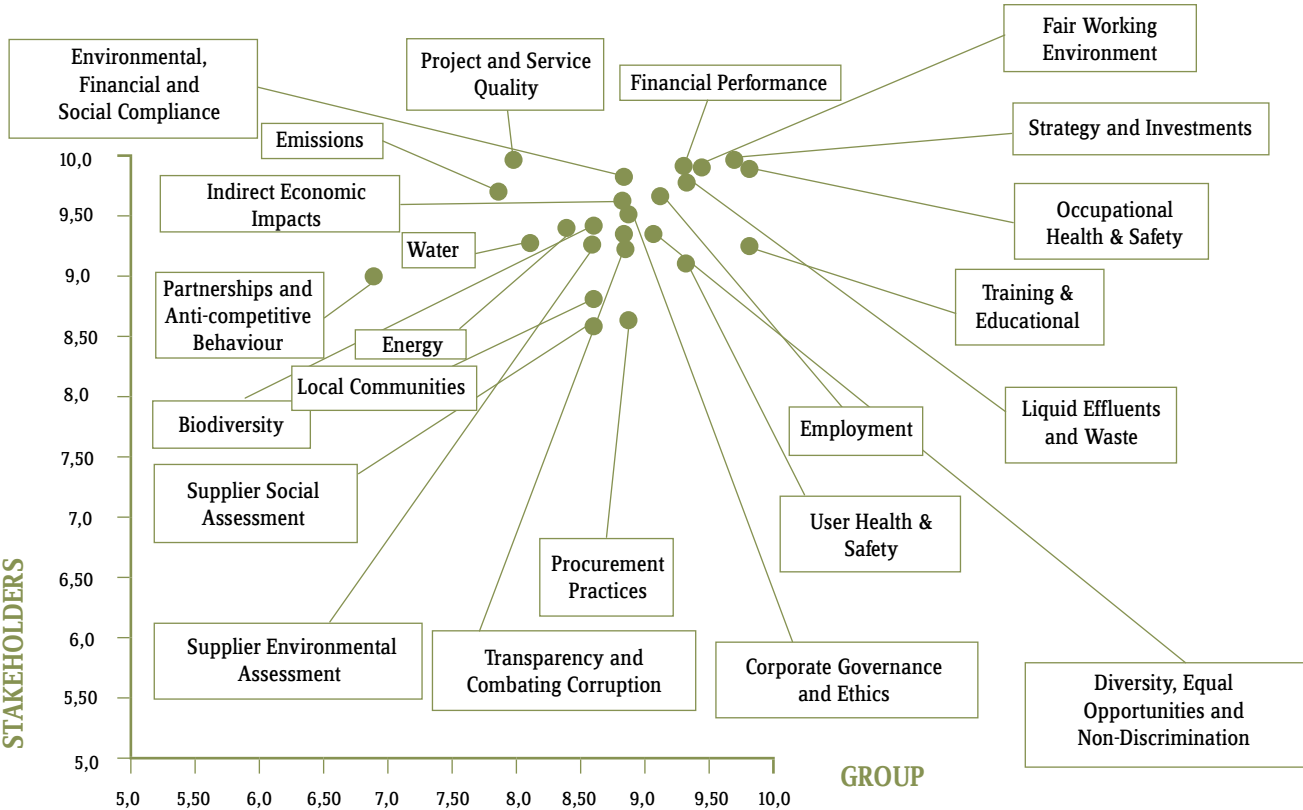 Fair Working
Environment
Environmental,
Financial and
Social Compliance
Project and Service
Quality
Financial Performance
Strategy and Investments
Emissions
Indirect Economic
Impacts
Occupational
Health & Safety
Water
Partnerships and
Anti-competitive
Behaviour
Training &
Educational
Energy
Local Communities
Biodiversity
Employment
Liquid Effluents
and Waste
Supplier Social
Assessment
User Health &
Safety
Procurement
Practices
Supplier Environmental
Assessment
Transparency and
Combating Corruption
Corporate Governance
and Ethics
Diversity, Equal
Opportunities and
Non-Discrimination
10,0
9,50
9,0
8,50
8,0
7,50
7,0
6,50
6,0
5,50
5,0
STAKEHOLDERS
5,0 5,50 6,0 6,50 7,0 7,50 8,0 8,50 9,0 9,50 10,0
GROUP